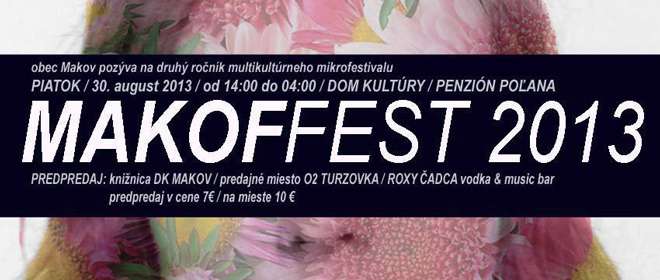 obec Makov pozýva na druhý ročník multikultúrneho mikrofestivalu
PIATOK / 30. august 2013 / od 14:00 do 04:00 / DOM KULTÚRY / PENZIÓN POĽANA
MAKOFFEST 2013
PREDPREDAJ: knižnica DK MAKOV / predajné miesto O2 TURZOVKA / ROXY ČADCA vodka & music bar
predpredaj v cene 7€ / na mieste 10 €